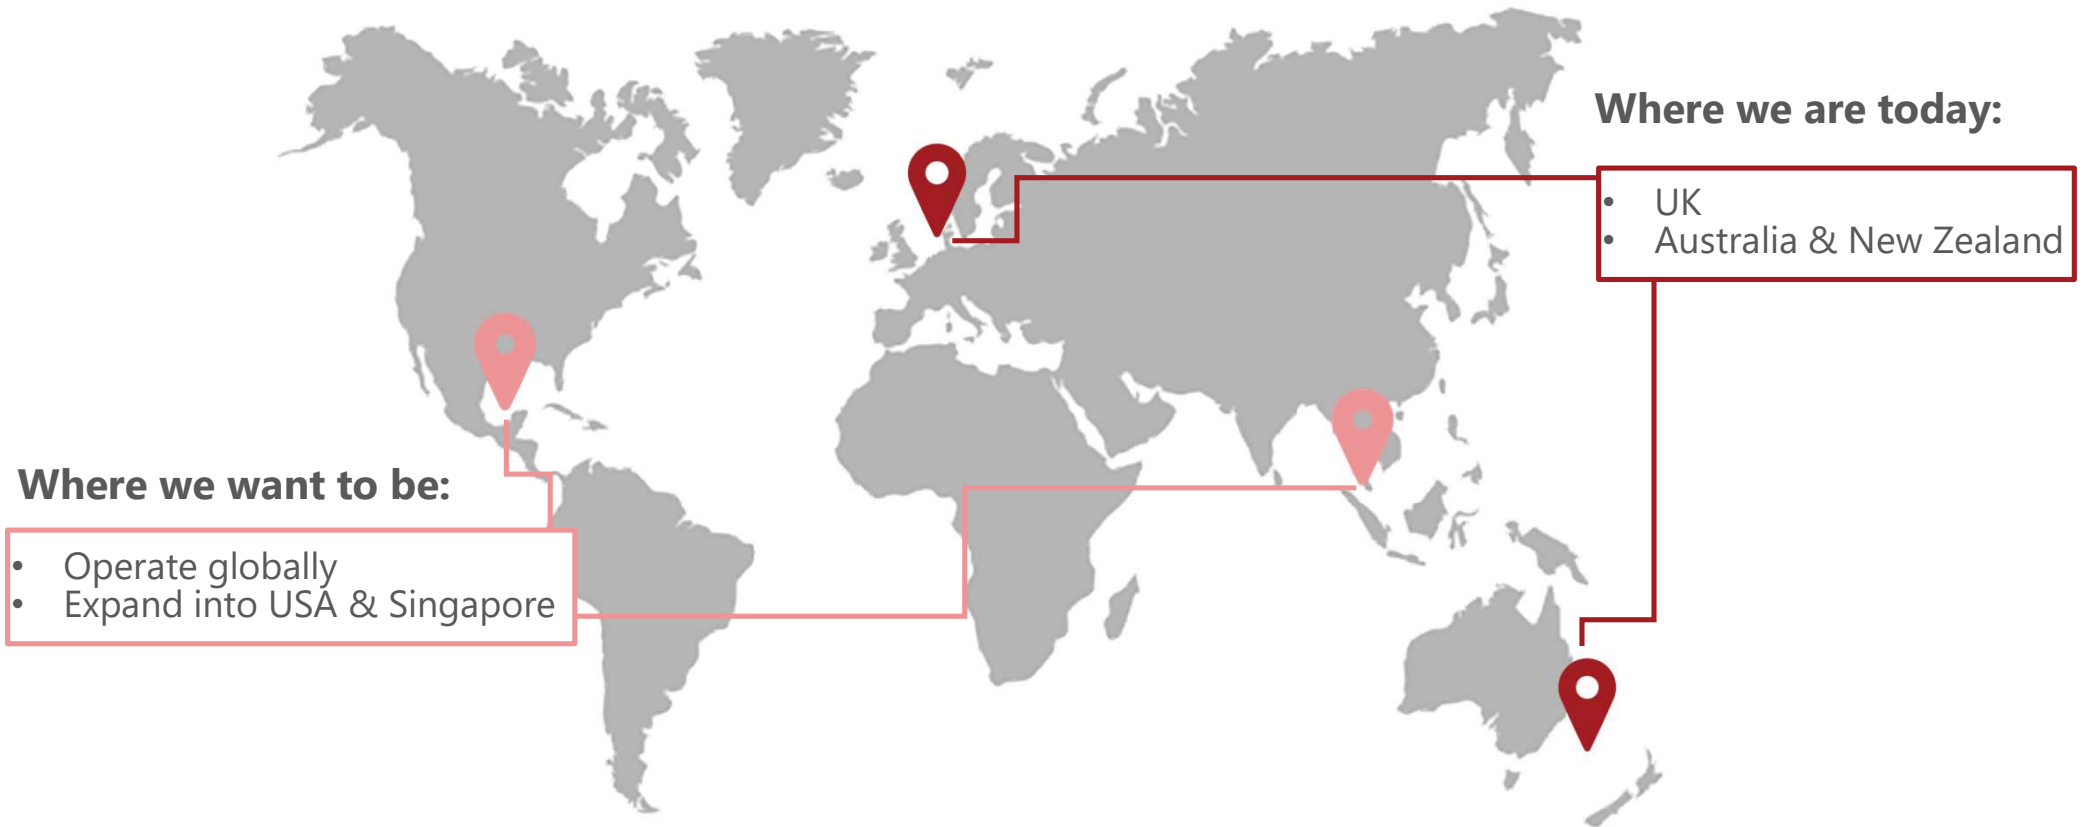 Where we are today:
• UK
• Australia & New Zealand
Where we want to be:
• Operate globally
• Expand into USA & Singapore